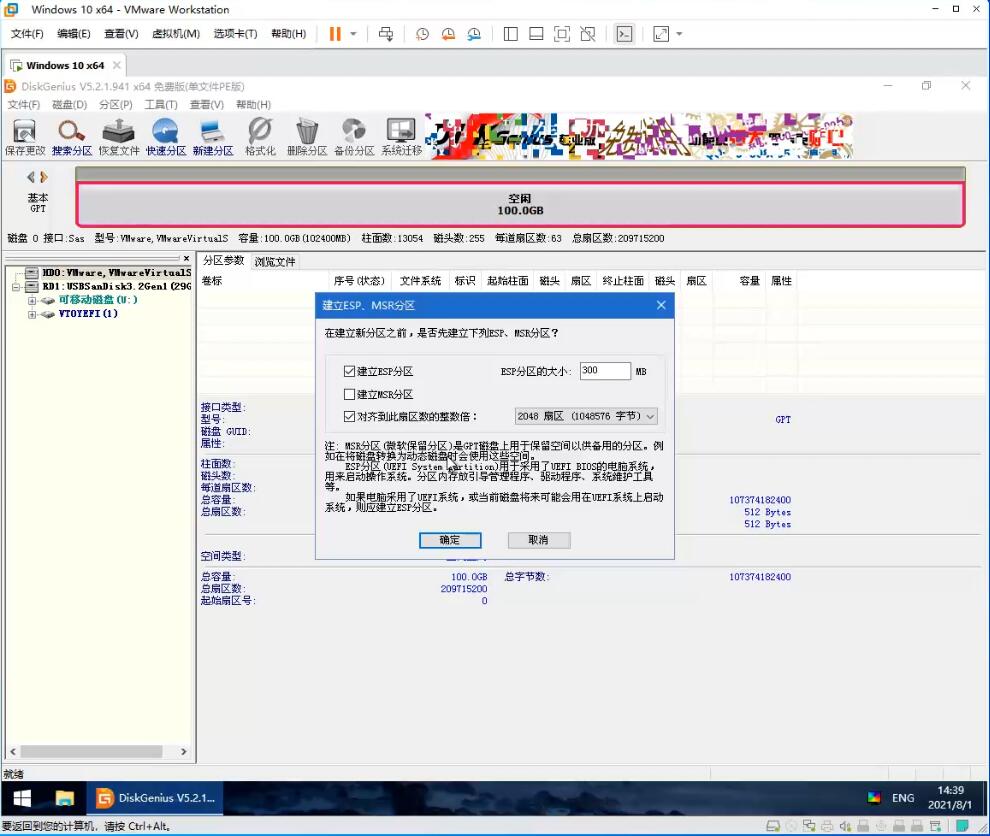 Windows 10 x64 - VMware Workstation
文件(F) 编辑(E) 查看(V) 虚拟机(M) 选项卡(T) 帮助(H)
Windows 10 x64
DiskGenius V5.2.1.941 x64 免费版(单文件PE版)
文件(F) 磁盘(D) 分区(P) 工具(T) 查看(V) 帮助(H)
保存更改 搜索分区 恢复文件 快速分区 新建分区 格式化 删除分区 备份分区 系统迁移
基本
GPT
空闲
100.0GB
磁盘 0 接口:Sas 型号:VMware,VMwareVirtualS 容量:100.0GB(102400MB) 柱面数:13054 磁头数:255 每道扇区数:63 总扇区数:209715200
HD0:VMware,VMwareVirtualS
RD1:USBSanDisk3.2Gen1(29G
可移动磁盘(U:)
VTOYEFI(1)
分区参数 浏览文件
卷标 序号(状态) 文件系统 标识 起始柱面 磁头 扇区 终止柱面 磁头 扇区 容量 属性
建立ESP、MSR分区
在建立新分区之前，是否先建立下列ESP、MSR分区？
建立ESP分区 ESP分区的大小: 300 MB
建立MSR分区
对齐到此扇区数的整数倍： 2048 扇区 (1048576 字节)
注: MSR分区(微软保留分区)是GPT磁盘上用于保留空间以供备用的分区。例
如在将磁盘转换为动态磁盘时会使用这些空间。
ESP分区(UEFI System Partition)用于采用了UEFI BIOS的电脑系统，
用来启动操作系统。分区内存放引导管理程序、驱动程序、系统维护工具
等。
如果电脑采用了UEFI系统，或当前磁盘将来可能会用在UEFI系统上启动
系统，则应建立ESP分区。
确定 取消
接口类型:
型号: GPT
磁盘 GUID:
属性:
柱面数:
磁头数:
每道扇区数:
总容量: 107374182400
总扇区数: 512 Bytes
512 Bytes
空间类型:
总容量: 100.0GB 总字节数: 107374182400
总扇区数: 209715200
起始扇区号: 0
就绪
DiskGenius V5.2.1...
ENG
14:39
2021/8/1
要返回到您的计算机，请按 Ctrl+Alt。